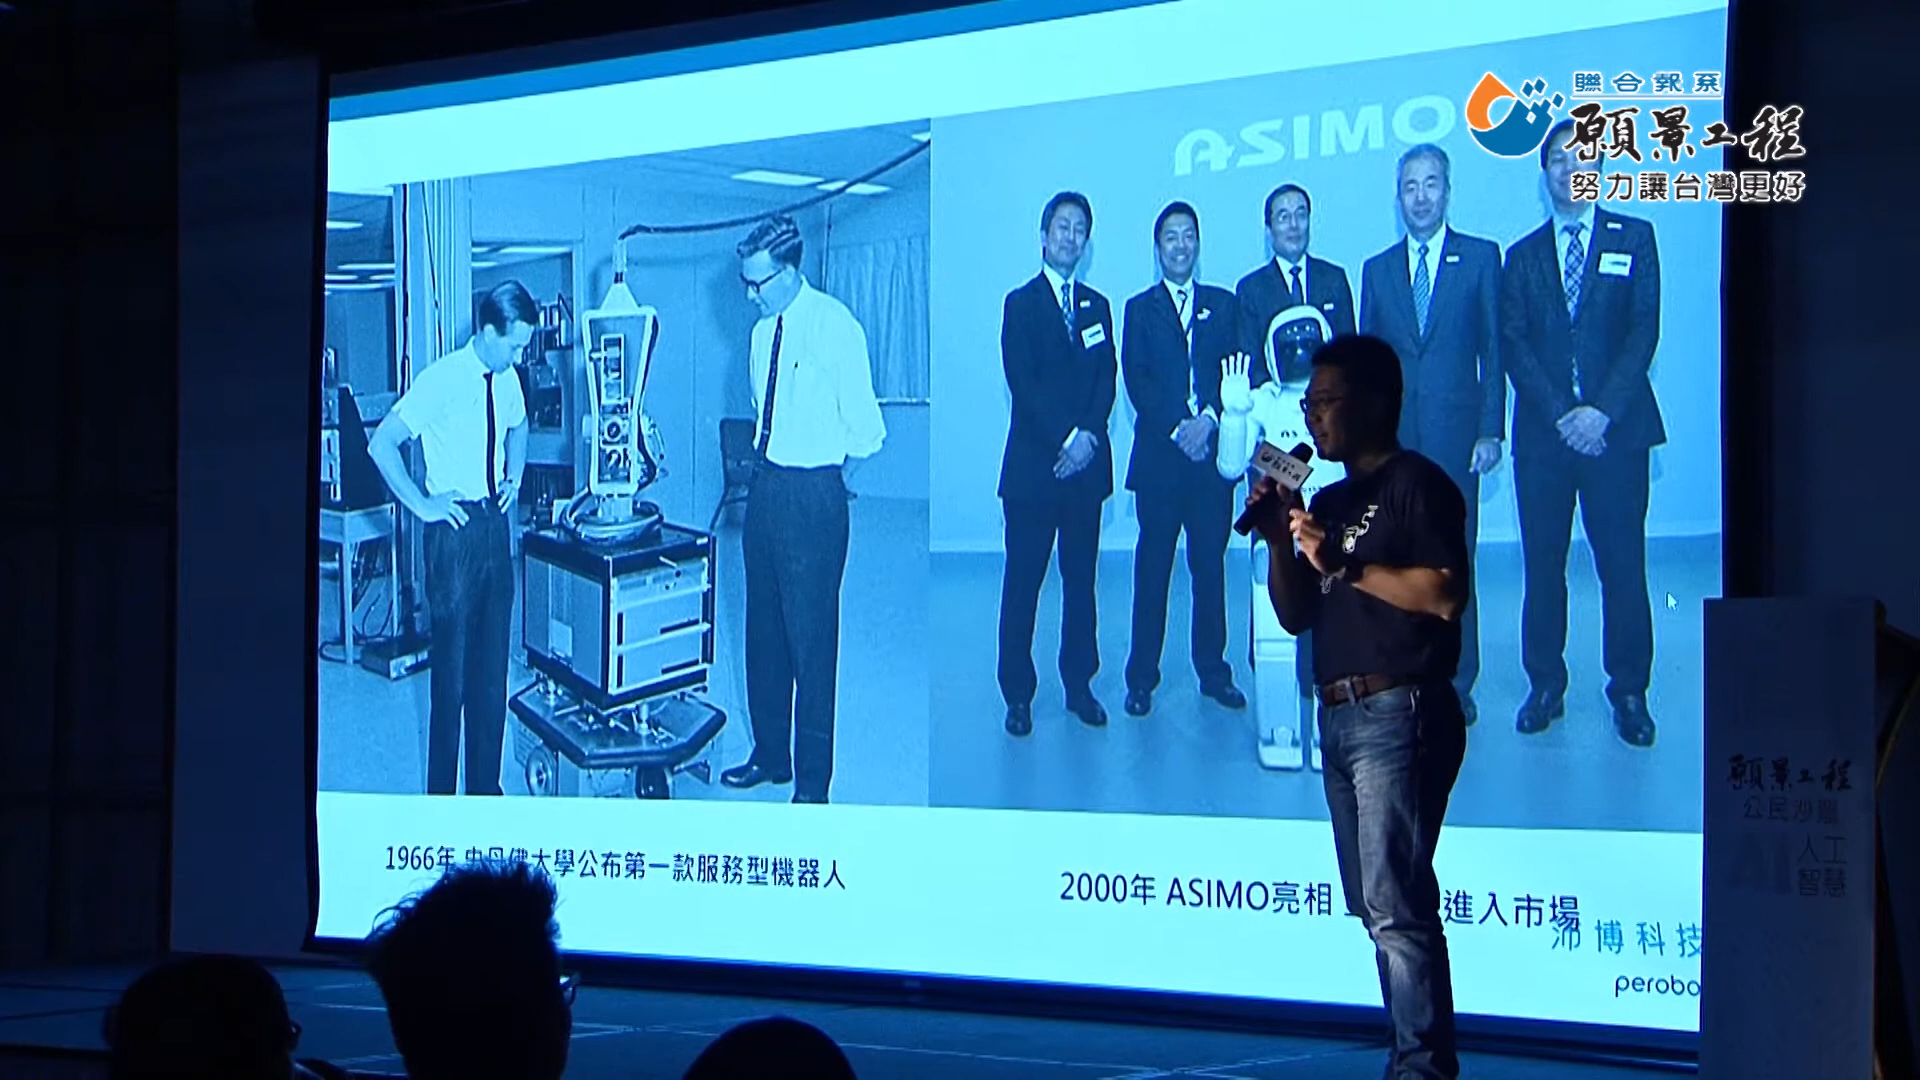 聯合報系
願景工程
努力讓台灣更好
ASIMO
1966年 史丹佛大學公布第一款服務型機器人
2000年 ASIMO亮相
進入市場
沛博科技
perobo
願景工程
公民沙龍
AI 人工
智慧